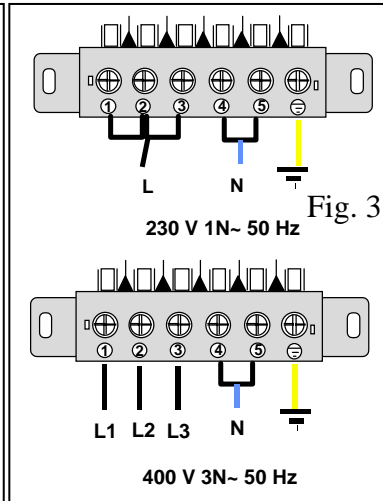 ① ② ③ ④ ⑤
L N
Fig. 3
230 V 1N~ 50 Hz
① ② ③ ④ ⑤
L1 L2 L3 N
400 V 3N~ 50 Hz